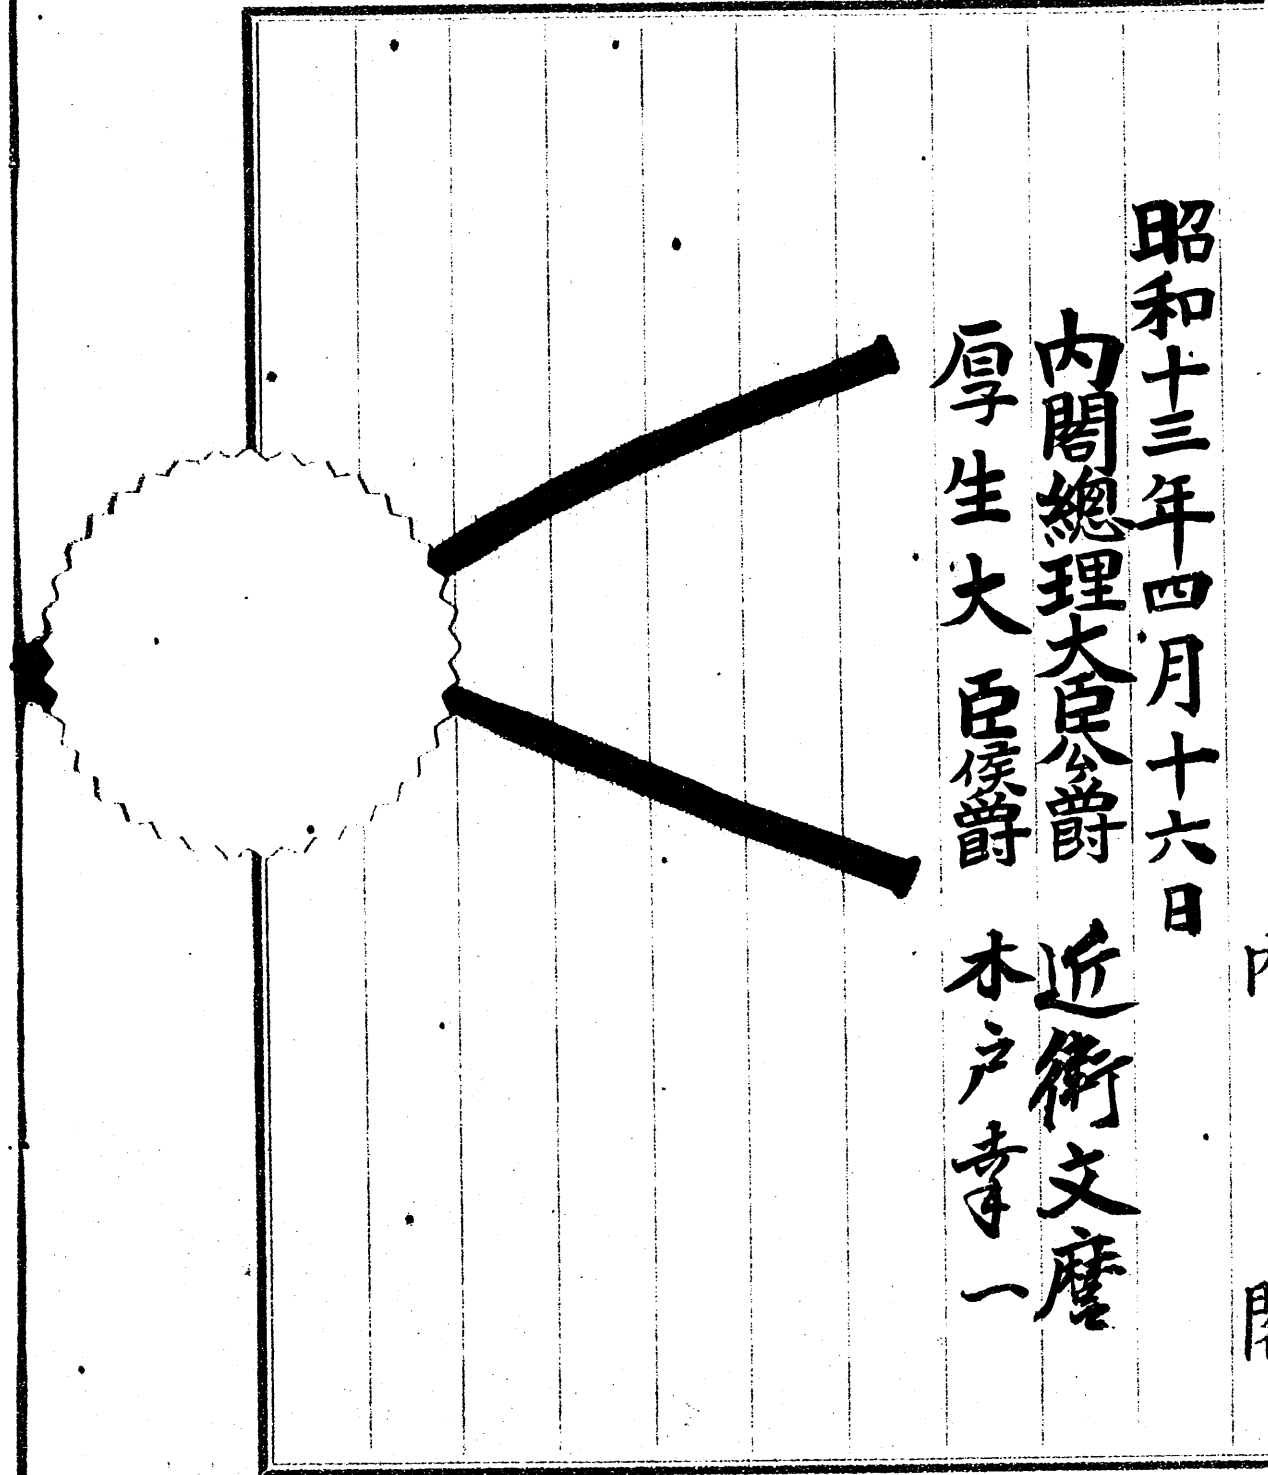 昭和十三年四月十六日
内閣總理大臣公爵 近衞文麿
厚生大臣侯爵 木戸幸一